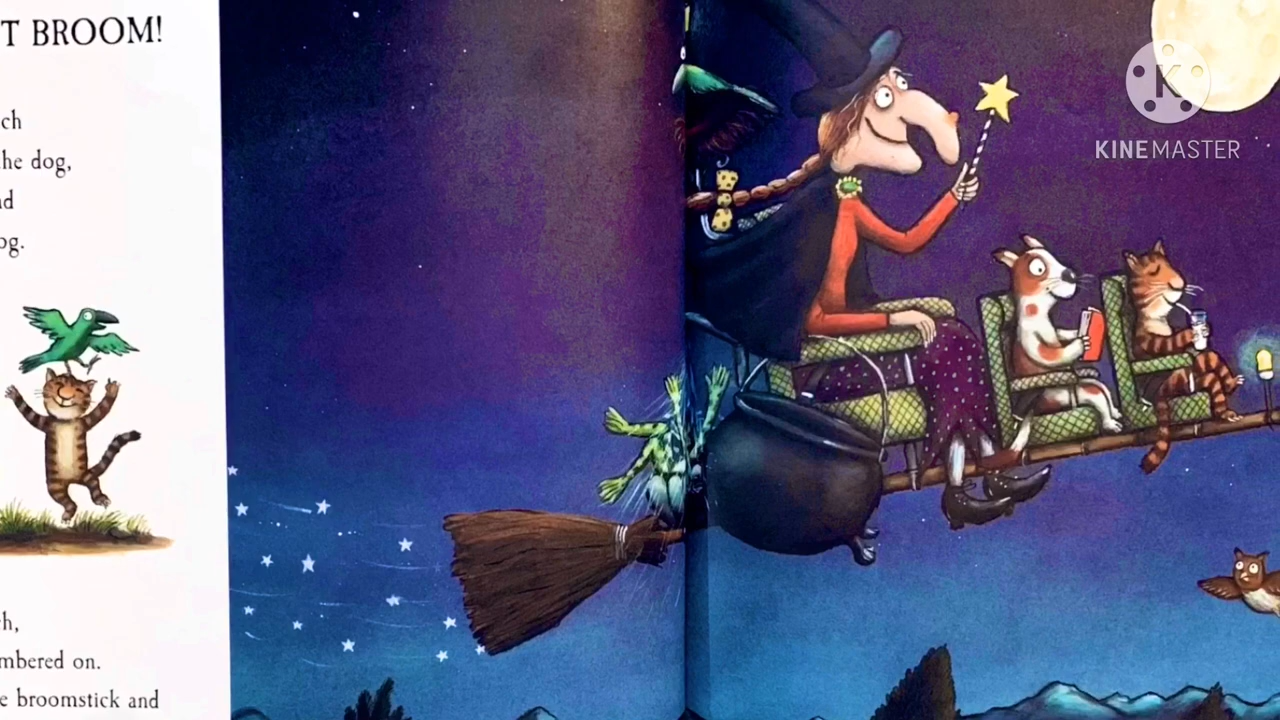 T BROOM!
ch
he dog,
d
og.
h,
mbered on.
e broomstick and
K
KINEMASTER